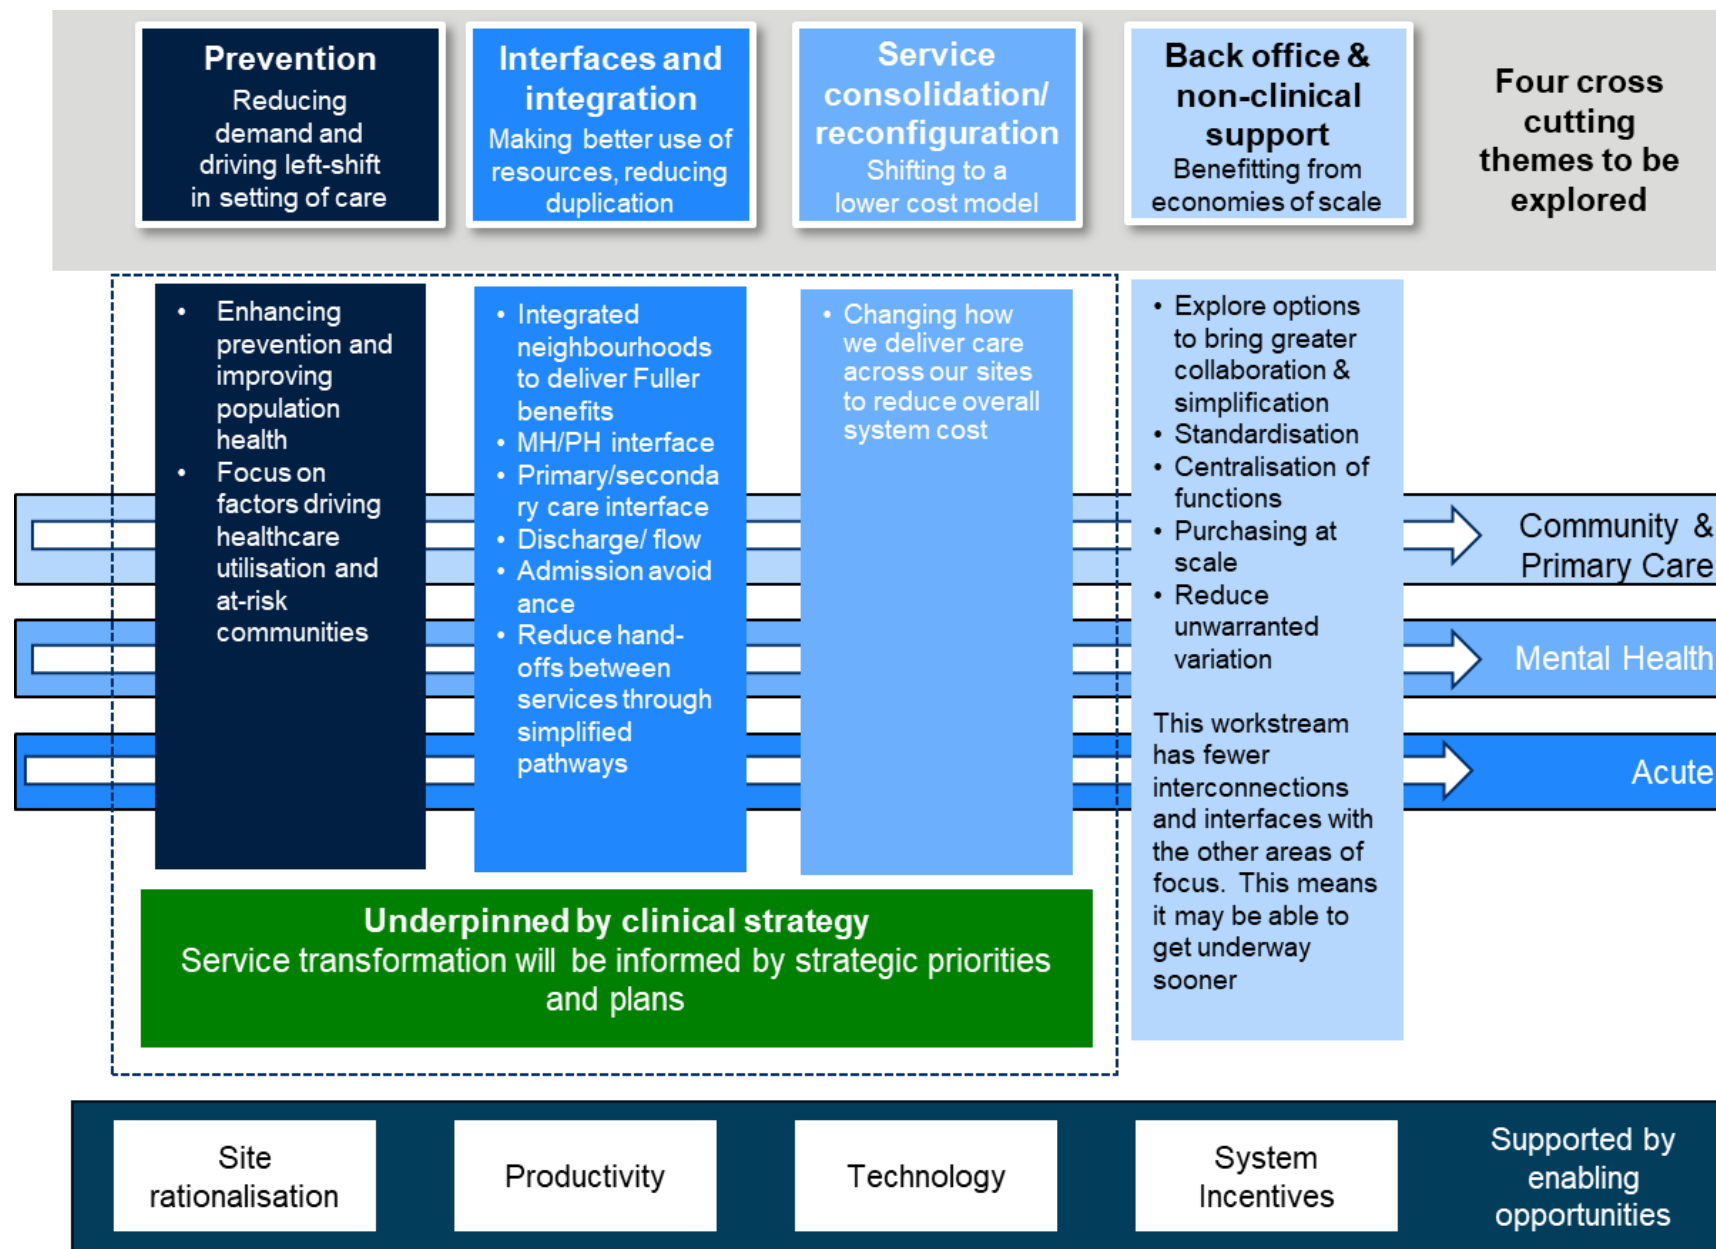 Prevention
Reducing
demand and
driving left-shift
in setting of care
Interfaces and
integration
Making better use of
resources, reducing
duplication
Service
consolidation/
reconfiguration
Shifting to a
lower cost model
Back office &
non-clinical
support
Benefitting from
economies of scale
Four cross
cutting
themes to be
explored
• Enhancing
prevention and
improving
population
health
• Focus on
factors driving
healthcare
utilisation and
at-risk
communities
• Integrated
neighbourhoods
to deliver Fuller
benefits
• MH/PH interface
• Primary/seconda
ry care interface
• Discharge/ flow
• Admission avoid
ance
• Reduce hand-
offs between
services through
simplified
pathways
• Changing how
we deliver care
across our sites
to reduce overall
system cost
• Explore options
to bring greater
collaboration &
simplification
• Standardisation
• Centralisation of
functions
• Purchasing at
scale
• Reduce
unwarranted
variation
This workstream
has fewer
interconnections
and interfaces with
the other areas of
focus. This means
it may be able to
get underway
sooner
Community &
Primary Care
Mental Health
Acute
Underpinned by clinical strategy
Service transformation will be informed by strategic priorities
and plans
Site
rationalisation
Productivity
Technology
System
Incentives
Supported by
enabling
opportunities